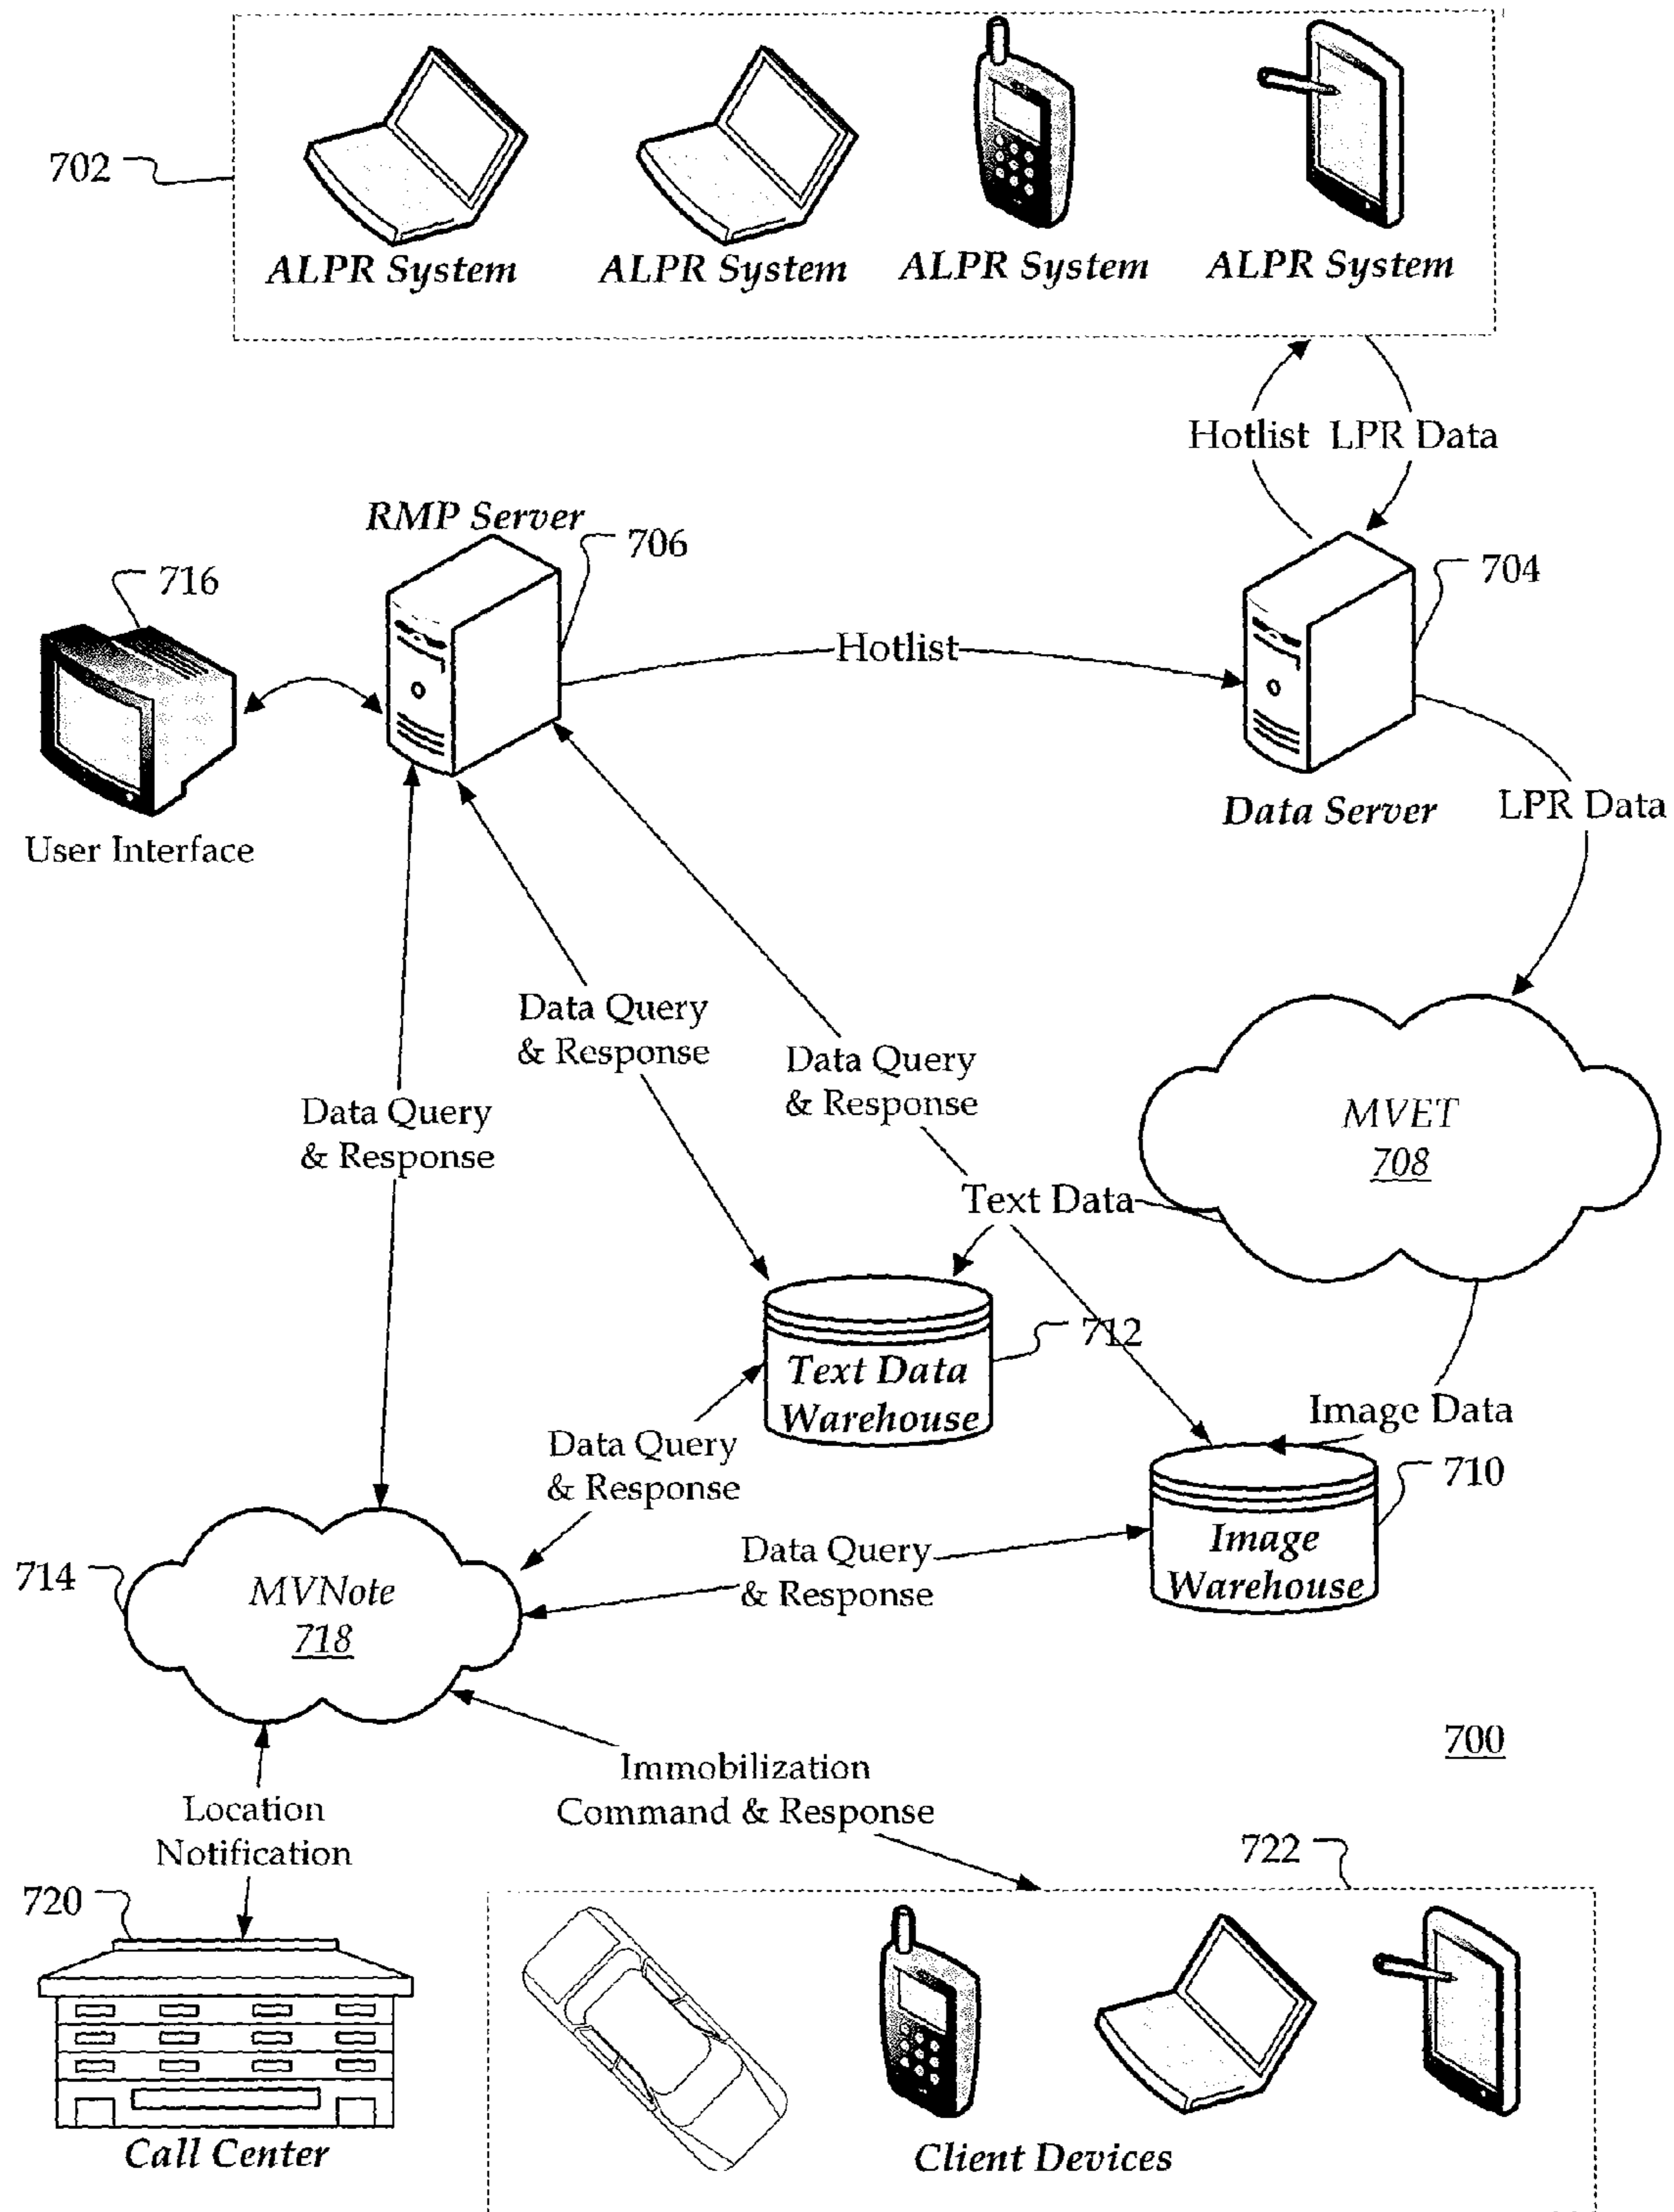 702
ALPR System
ALPR System
ALPR System
ALPR System
Hotlist
LPR Data
RMP Server
706
716
704
Hotlist
User Interface
Data Server
LPR Data
Data Query
& Response
Data Query
& Response
Data Query
& Response
MVET
708
Text Data
712
Text Data
Warehouse
Image Data
Data Query
& Response
710
Image
Warehouse
Data Query
& Response
714
MVNote
718
700
Immobilization
Command & Response
Location
Notification
722
720
Call Center
Client Devices